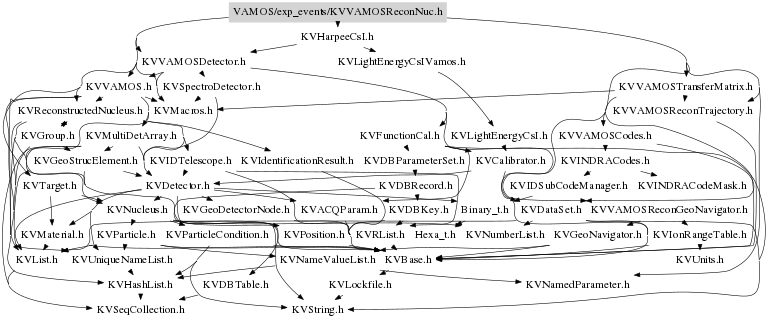 VAMOS/exp_events/KVVAMOSReconNuc.h
KVHarpeeCsI.h
KVVAMOSDetector.h KVLightEnergyCsIVamos.h
KVVAMOS.h KVSpectroDetector.h KVVAMOSTransferMatrix.h
KVReconstructedNucleus.h KVMacros.h KVVAMOSReconTrajectory.h
KVGroup.h KVMultiDetArray.h KVFunctionCal.h KVLightEnergyCsI.h KVVAMOSCodes.h
KVGeoStrucElement.h KVIDTelescope.h KVIdentificationResult.h KVDBParameterSet.h KVCalibrator.h KVINDRACodes.h
KVTarget.h KVDetector.h KVDBRecord.h KVIDSubCodeManager.h KVINDRACodeMask.h
KVNucleus.h KVGeoDetectorNode.h KVACQParam.h KVDBKey.h Binary_t.h KVDataSet.h KVVAMOSReconGeoNavigator.h
KVMaterial.h KVParticle.h KVParticleCondition.h KVPosition.h KVRList.h Hexa_t.h KVNumberList.h KVGeoNavigator.h KVIonRangeTable.h
KVList.h KVUniqueNameList.h KVNameValueList.h KVBase.h KVUnits.h
KVHashList.h KVDBTable.h KVLockfile.h KVNamedParameter.h
KVSeqCollection.h KVString.h